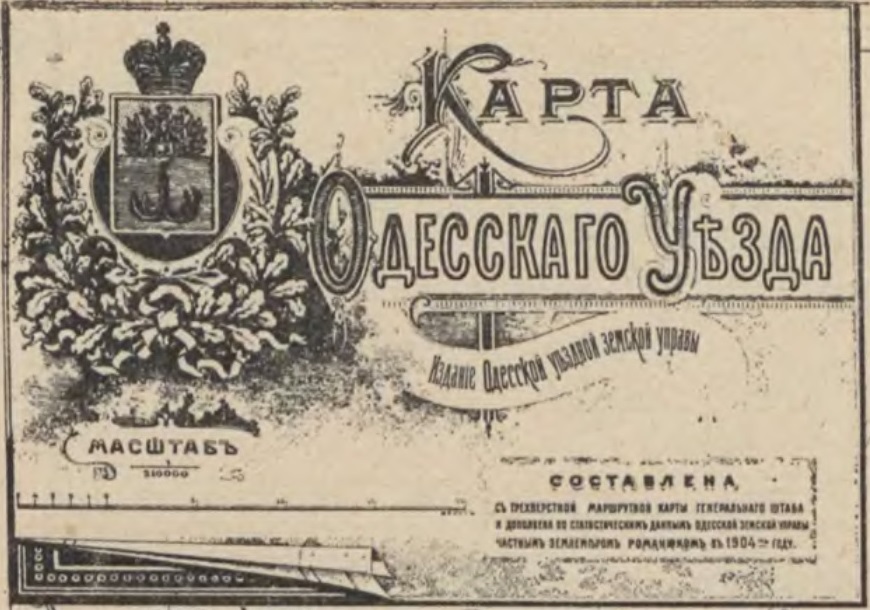 КАРТА
ОДЕССКАГО УѢЗДА
Изданіе Одесской уѣздной земской управы
МАСШТАБЪ
210000
СОСТАВЛЕНА
СЪ ТРЕХВЕРСТНОЙ МАРШРУТНОЙ КАРТЫ ГЕНЕРАЛЬНАГО ШТАБА
И ДОПОЛНЕНА ПО СТАТИСТИЧЕСКИМЪ ДАННЫМЪ ОДЕССКОЙ ЗЕМСКОЙ УПРАВЫ
ЧАСТНЫМЪ ЗЕМЛЕМѢРОМЪ РОМАНЮКОМЪ ВЪ 1904 ГОДУ.